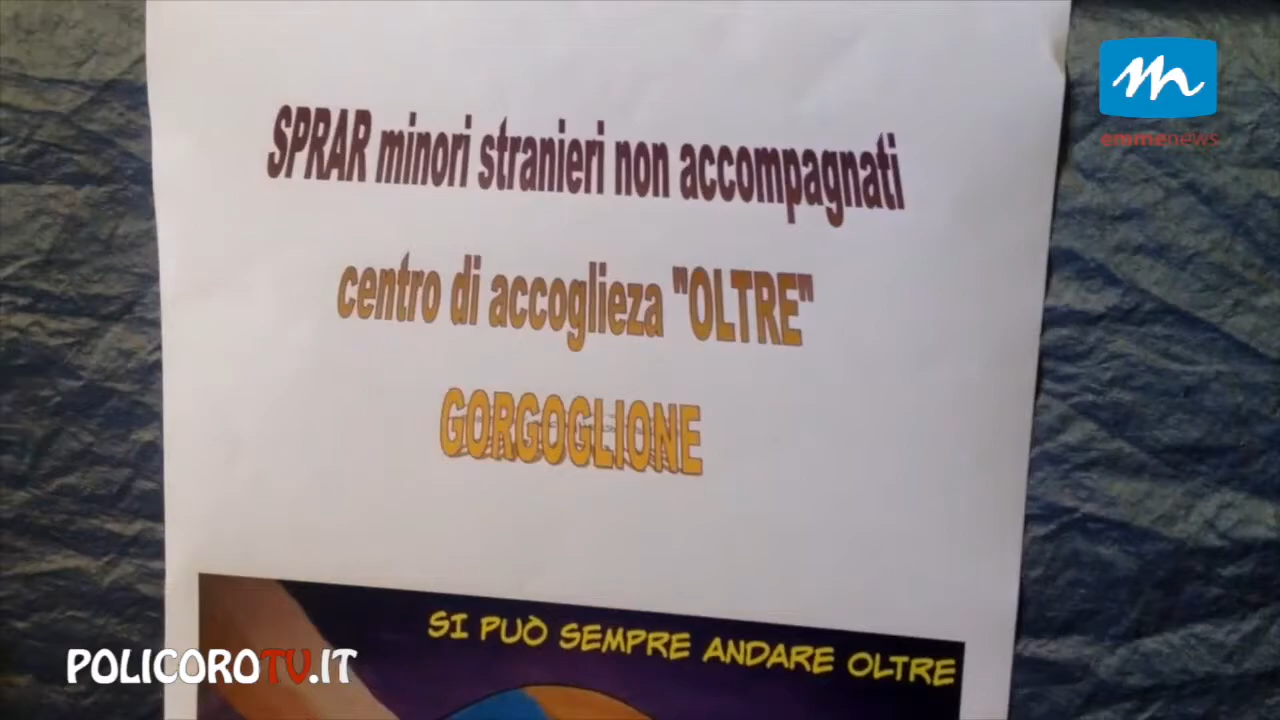 SPRAR minori stranieri non accompagnati
centro di accoglieza "OLTRE"
GORGOGLIONE
SI PUÒ SEMPRE ANDARE OLTRE
m
emmenews
POLICOROTV.IT